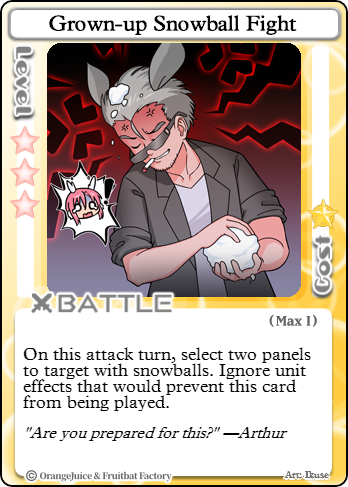 Grown-up Snowball Fight
Level
Cost
BATTLE
(Max 1)
On this attack turn, select two panels
to target with snowballs. Ignore unit
effects that would prevent this card
from being played.
"Are you prepared for this?" —Arthur
© OrangeJuice & Fruitbat Factory
Art: Ikuse